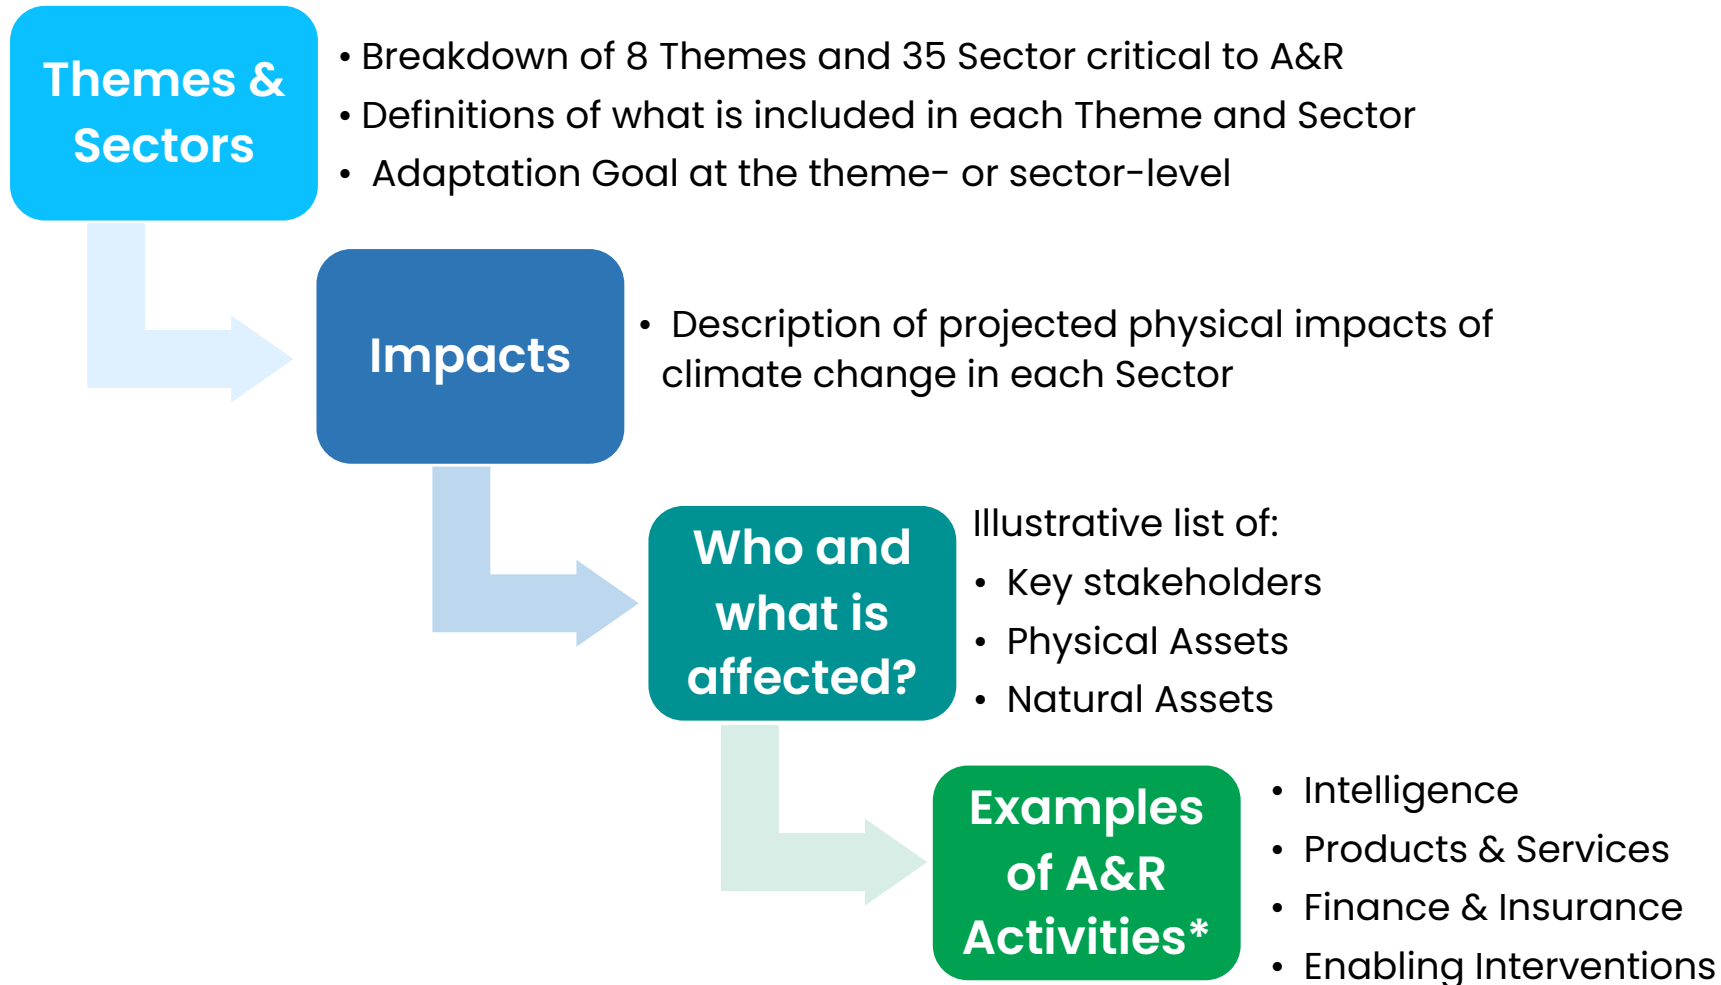 Themes &
Sectors
• Breakdown of 8 Themes and 35 Sector critical to A&R
• Definitions of what is included in each Theme and Sector
• Adaptation Goal at the theme- or sector-level
Impacts
• Description of projected physical impacts of
climate change in each Sector
Who and
what is
affected?
Illustrative list of:
• Key stakeholders
• Physical Assets
• Natural Assets
Examples
of A&R
Activities*
• Intelligence
• Products & Services
• Finance & Insurance
• Enabling Interventions